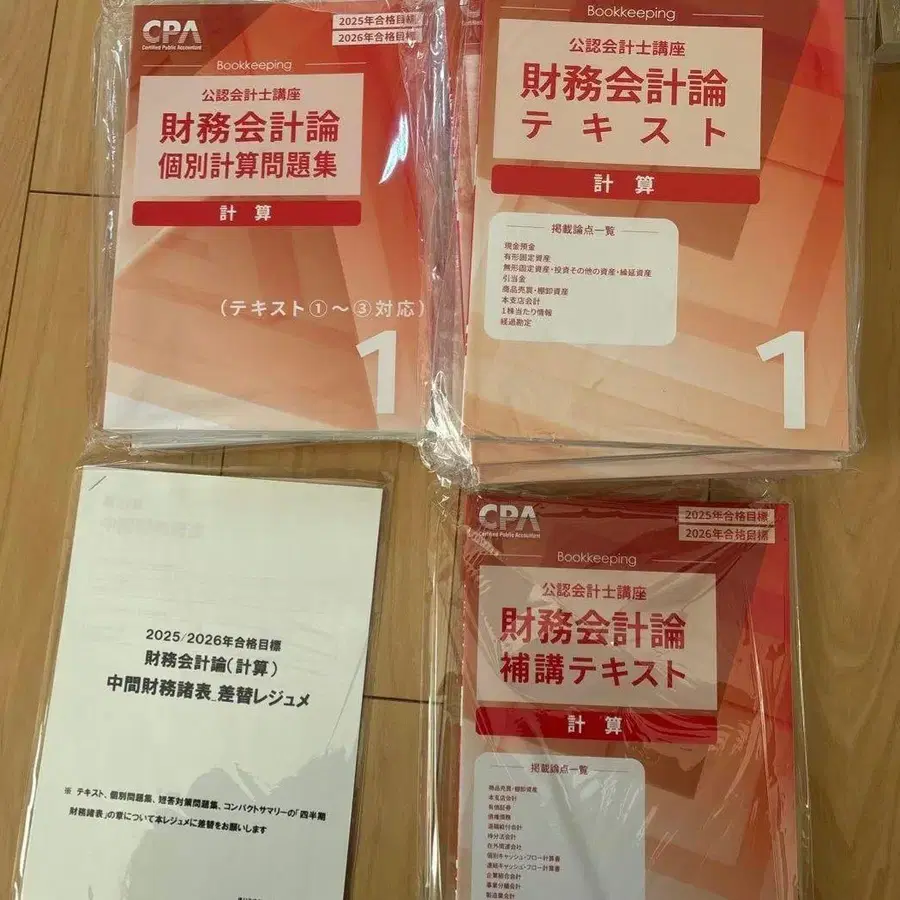 CPA
Certified Public Accountant
2025年合格目標
2026年合格目標
Bookkeeping
公認会計士講座
財務会計論
個別計算問題集
計算
(テキスト①～③対応)
1
Bookkeeping
公認会計士講座
財務会計論
テキスト
計算
掲載論点一覧
現金預金
有形固定資産
無形固定資産・投資その他の資産・繰延資産
引当金
商品売買・棚卸資産
本支店会計
1株当たり情報
経過勘定
1
2025/2026年合格目標
財務会計論(計算)
中間財務諸表_差替レジュメ
※ テキスト、個別問題集、短答対策問題集、コンパクトサマリーの「四半期
財務諸表」の章について本レジュメに差替をお願いします
CPA
Certified Public Accountant
2025年合格目標
2026年合格目標
Bookkeeping
公認会計士講座
財務会計論
補講テキスト
計算
掲載論点一覧
商品売買・棚卸資産
本支店会計
有価証券
債権債務
退職給付会計
持分法会計
在外関連会計
個別キャッシュ・フロー計算書
連結キャッシュ・フロー計算書
企業結合会計
事業分離会計
製造業会計